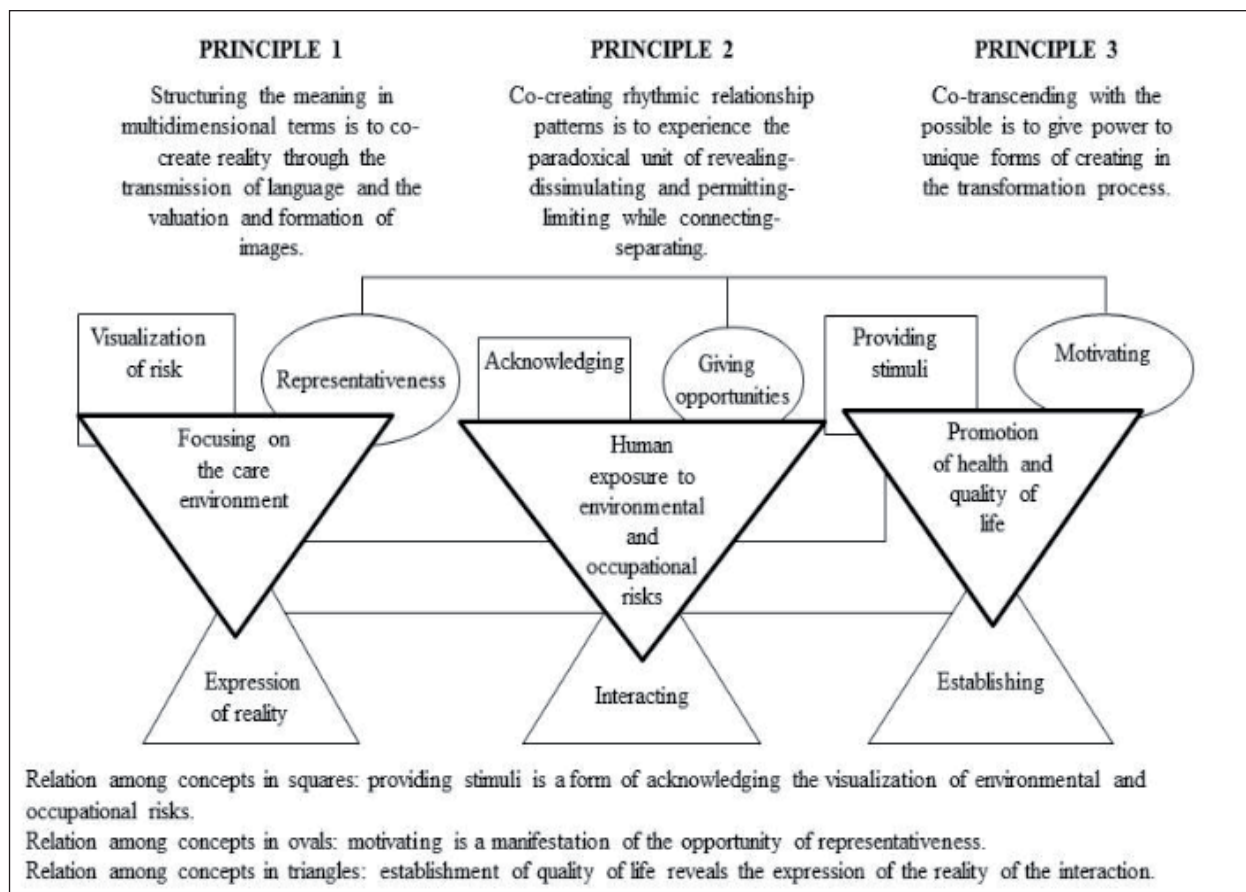 PRINCIPLE 1
Structuring the meaning in
multidimensional terms is to co-
create reality through the
transmission of language and the
valuation and formation of
images.
PRINCIPLE 2
Co-creating rhythmic relationship
patterns is to experience the
paradoxical unit of revealing-
dissimulating and permitting-
limiting while connecting-
separating.
PRINCIPLE 3
Co-transcending with the
possible is to give power to
unique forms of creating in
the transformation process.
Visualization
of risk
Representativeness
Acknowledging
Giving
opportunities
Providing
stimuli
Motivating
Focusing on
the care
environment
Human
exposure to
environmental
and
occupational
risks
Promotion
of health and
quality of
life
Expression
of reality
Interacting
Establishing
Relation among concepts in squares: providing stimuli is a form of acknowledging the visualization of environmental and
occupational risks.
Relation among concepts in ovals: motivating is a manifestation of the opportunity of representativeness.
Relation among concepts in triangles: establishment of quality of life reveals the expression of the reality of the interaction.